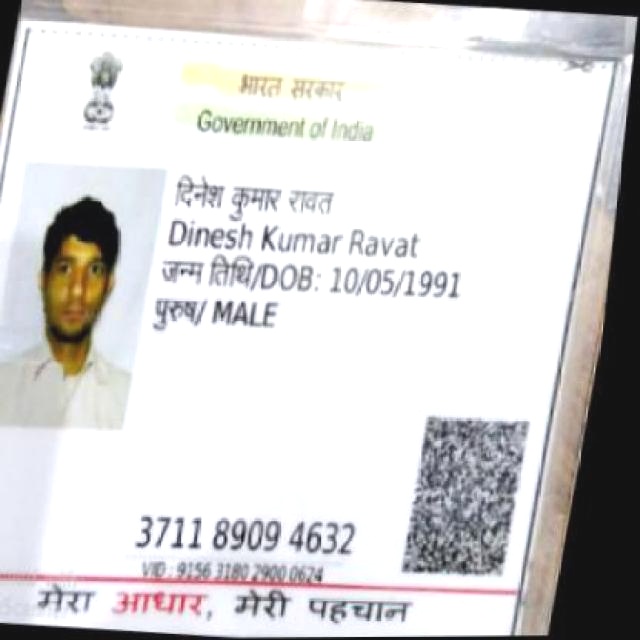 भारत सरकार
Government of India
दिनेश कुमार रावत
Dinesh Kumar Ravat
जन्म तिथि/DOB: 10/05/1991
पुरुष/ MALE
3711 8909 4632
VID : 9156 3180 2900 0624
मेरा आधार, मेरी पहचान